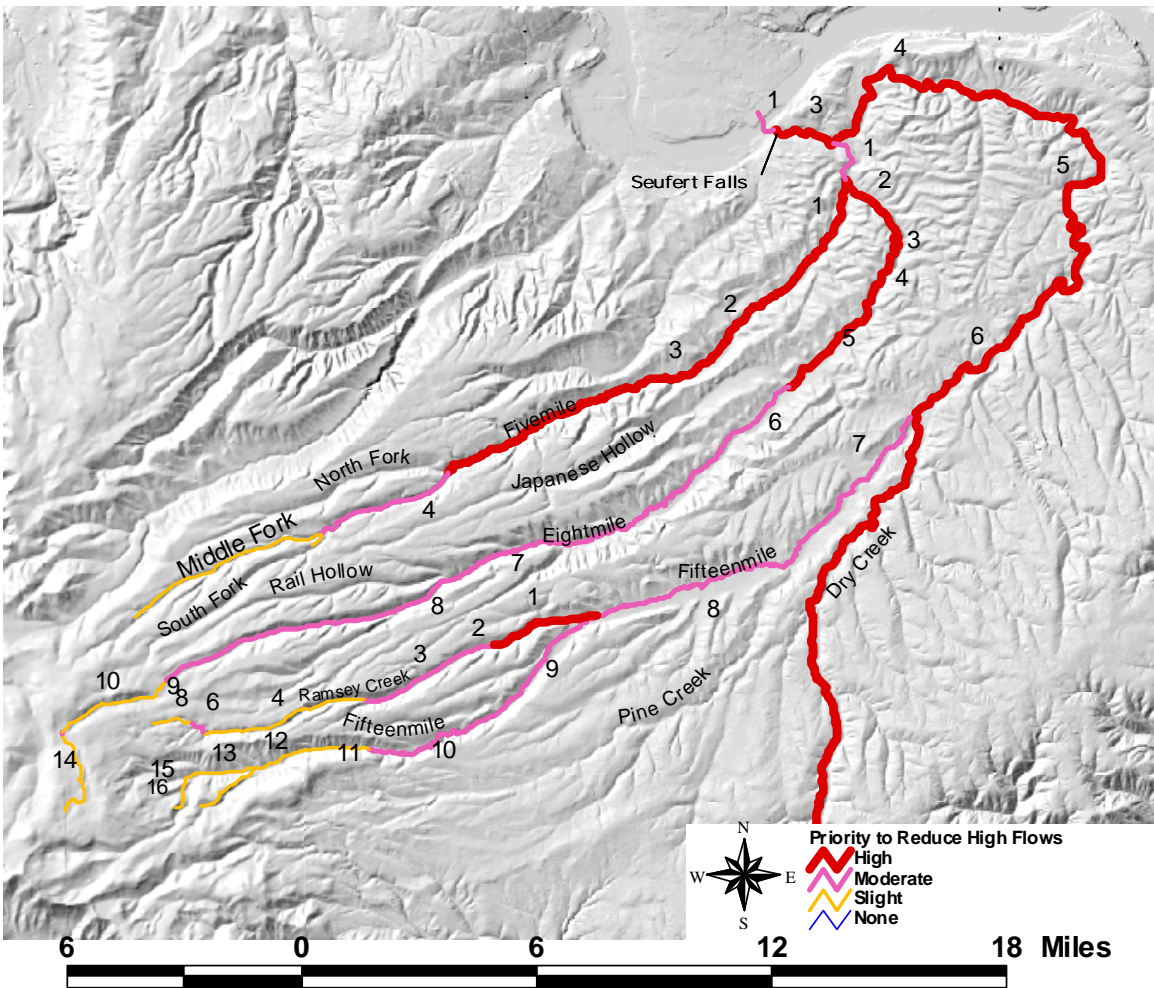 4
1
3
1
5
Seufert Falls
2
1
3
4
2
6
5
3
Fivemile
6
7
Japanese Hollow
North Fork
4
Middle Fork
Eightmile
Dry Creek
7
Fifteenmile
Rail Hollow
South Fork
8
1
8
2
3
9
10
9
8
6
4
Ramsey Creek
Pine Creek
Fifteenmile
12
13
11
10
14
15
16
Priority to Reduce High Flows
High
Moderate
Slight
None
N
W
E
S
6 0 6 12 18 Miles